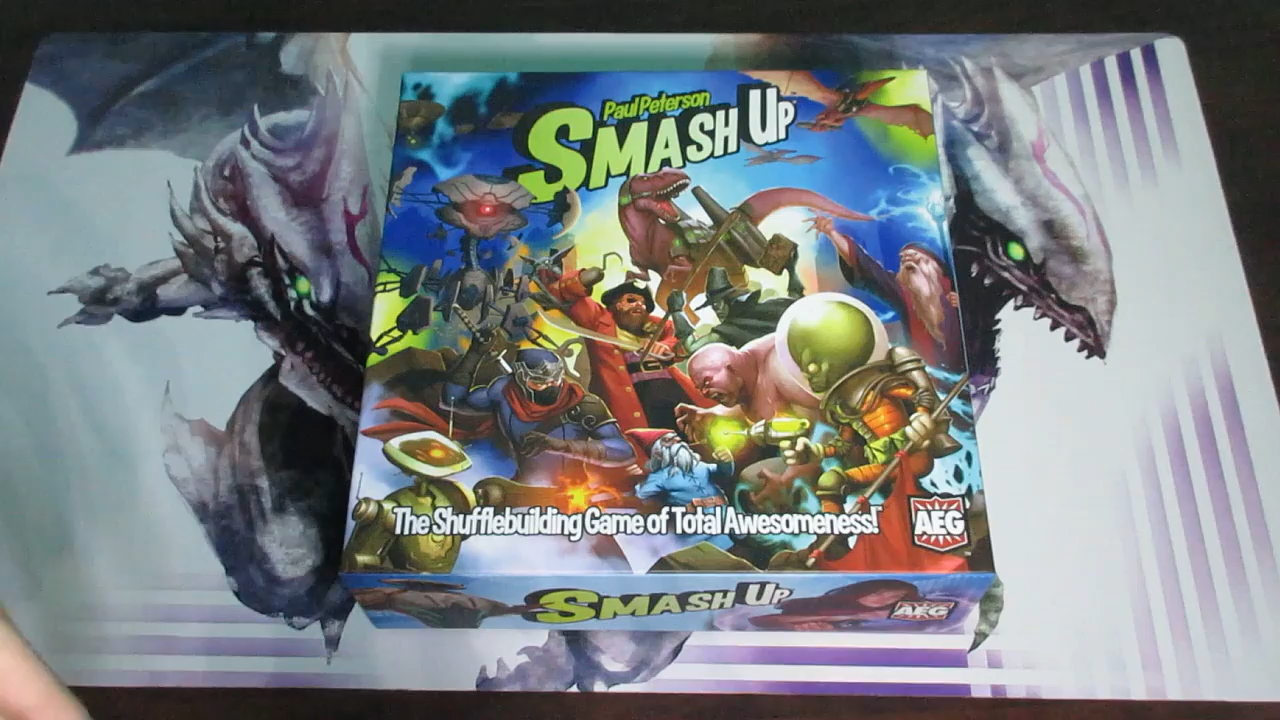 Paul Peterson
SMASH UP
The Shufflebuilding Game of Total Awesomeness!
AEG
SMASH UP
AEG